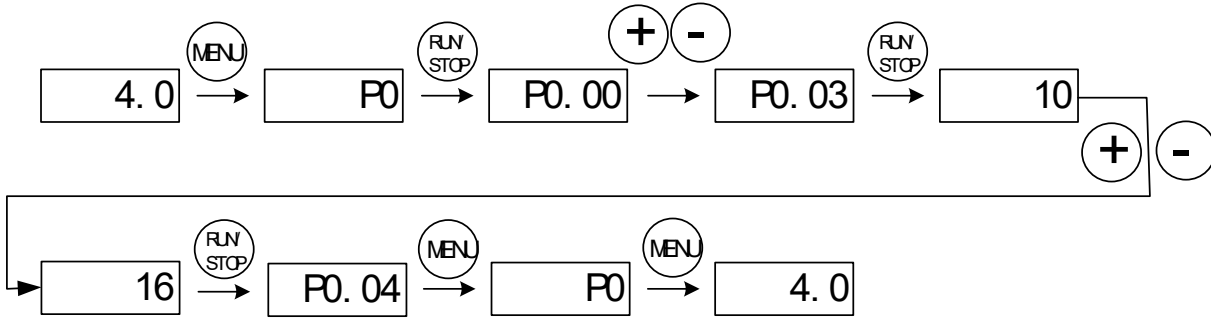 4. 0 MENU P0 RUN/ STOP P0. 00 + - P0. 03 RUN/ STOP 10
+ -
16 RUN/ STOP P0. 04 MENU P0 MENU 4. 0